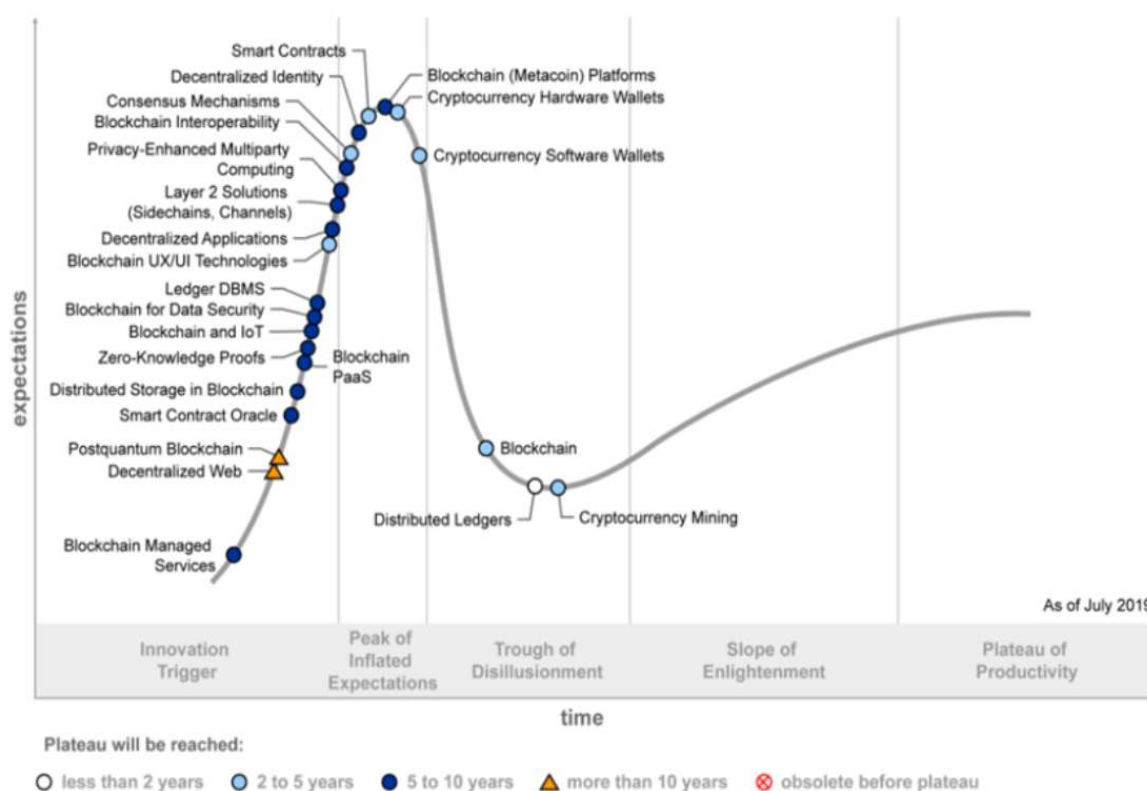 Smart Contracts
Decentralized Identity
Consensus Mechanisms
Blockchain Interoperability
Privacy-Enhanced Multiparty
Computing
Layer 2 Solutions
(Sidechains, Channels)
Decentralized Applications
Blockchain UX/UI Technologies
Ledger DBMS
Blockchain for Data Security
Blockchain and IoT
Zero-Knowledge Proofs
Blockchain
PaaS
Distributed Storage in Blockchain
Smart Contract Oracle
Postquantum Blockchain
Decentralized Web
Blockchain Managed
Services
Blockchain (Metacoin) Platforms
Cryptocurrency Hardware Wallets
Cryptocurrency Software Wallets
Blockchain
Distributed Ledgers
Cryptocurrency Mining
expectations
As of July 2019
Innovation
Trigger
Peak of
Inflated
Expectations
Trough of
Disillusionment
Slope of
Enlightenment
Plateau of
Productivity
time
Plateau will be reached:
less than 2 years
2 to 5 years
5 to 10 years
more than 10 years
obsolete before plateau